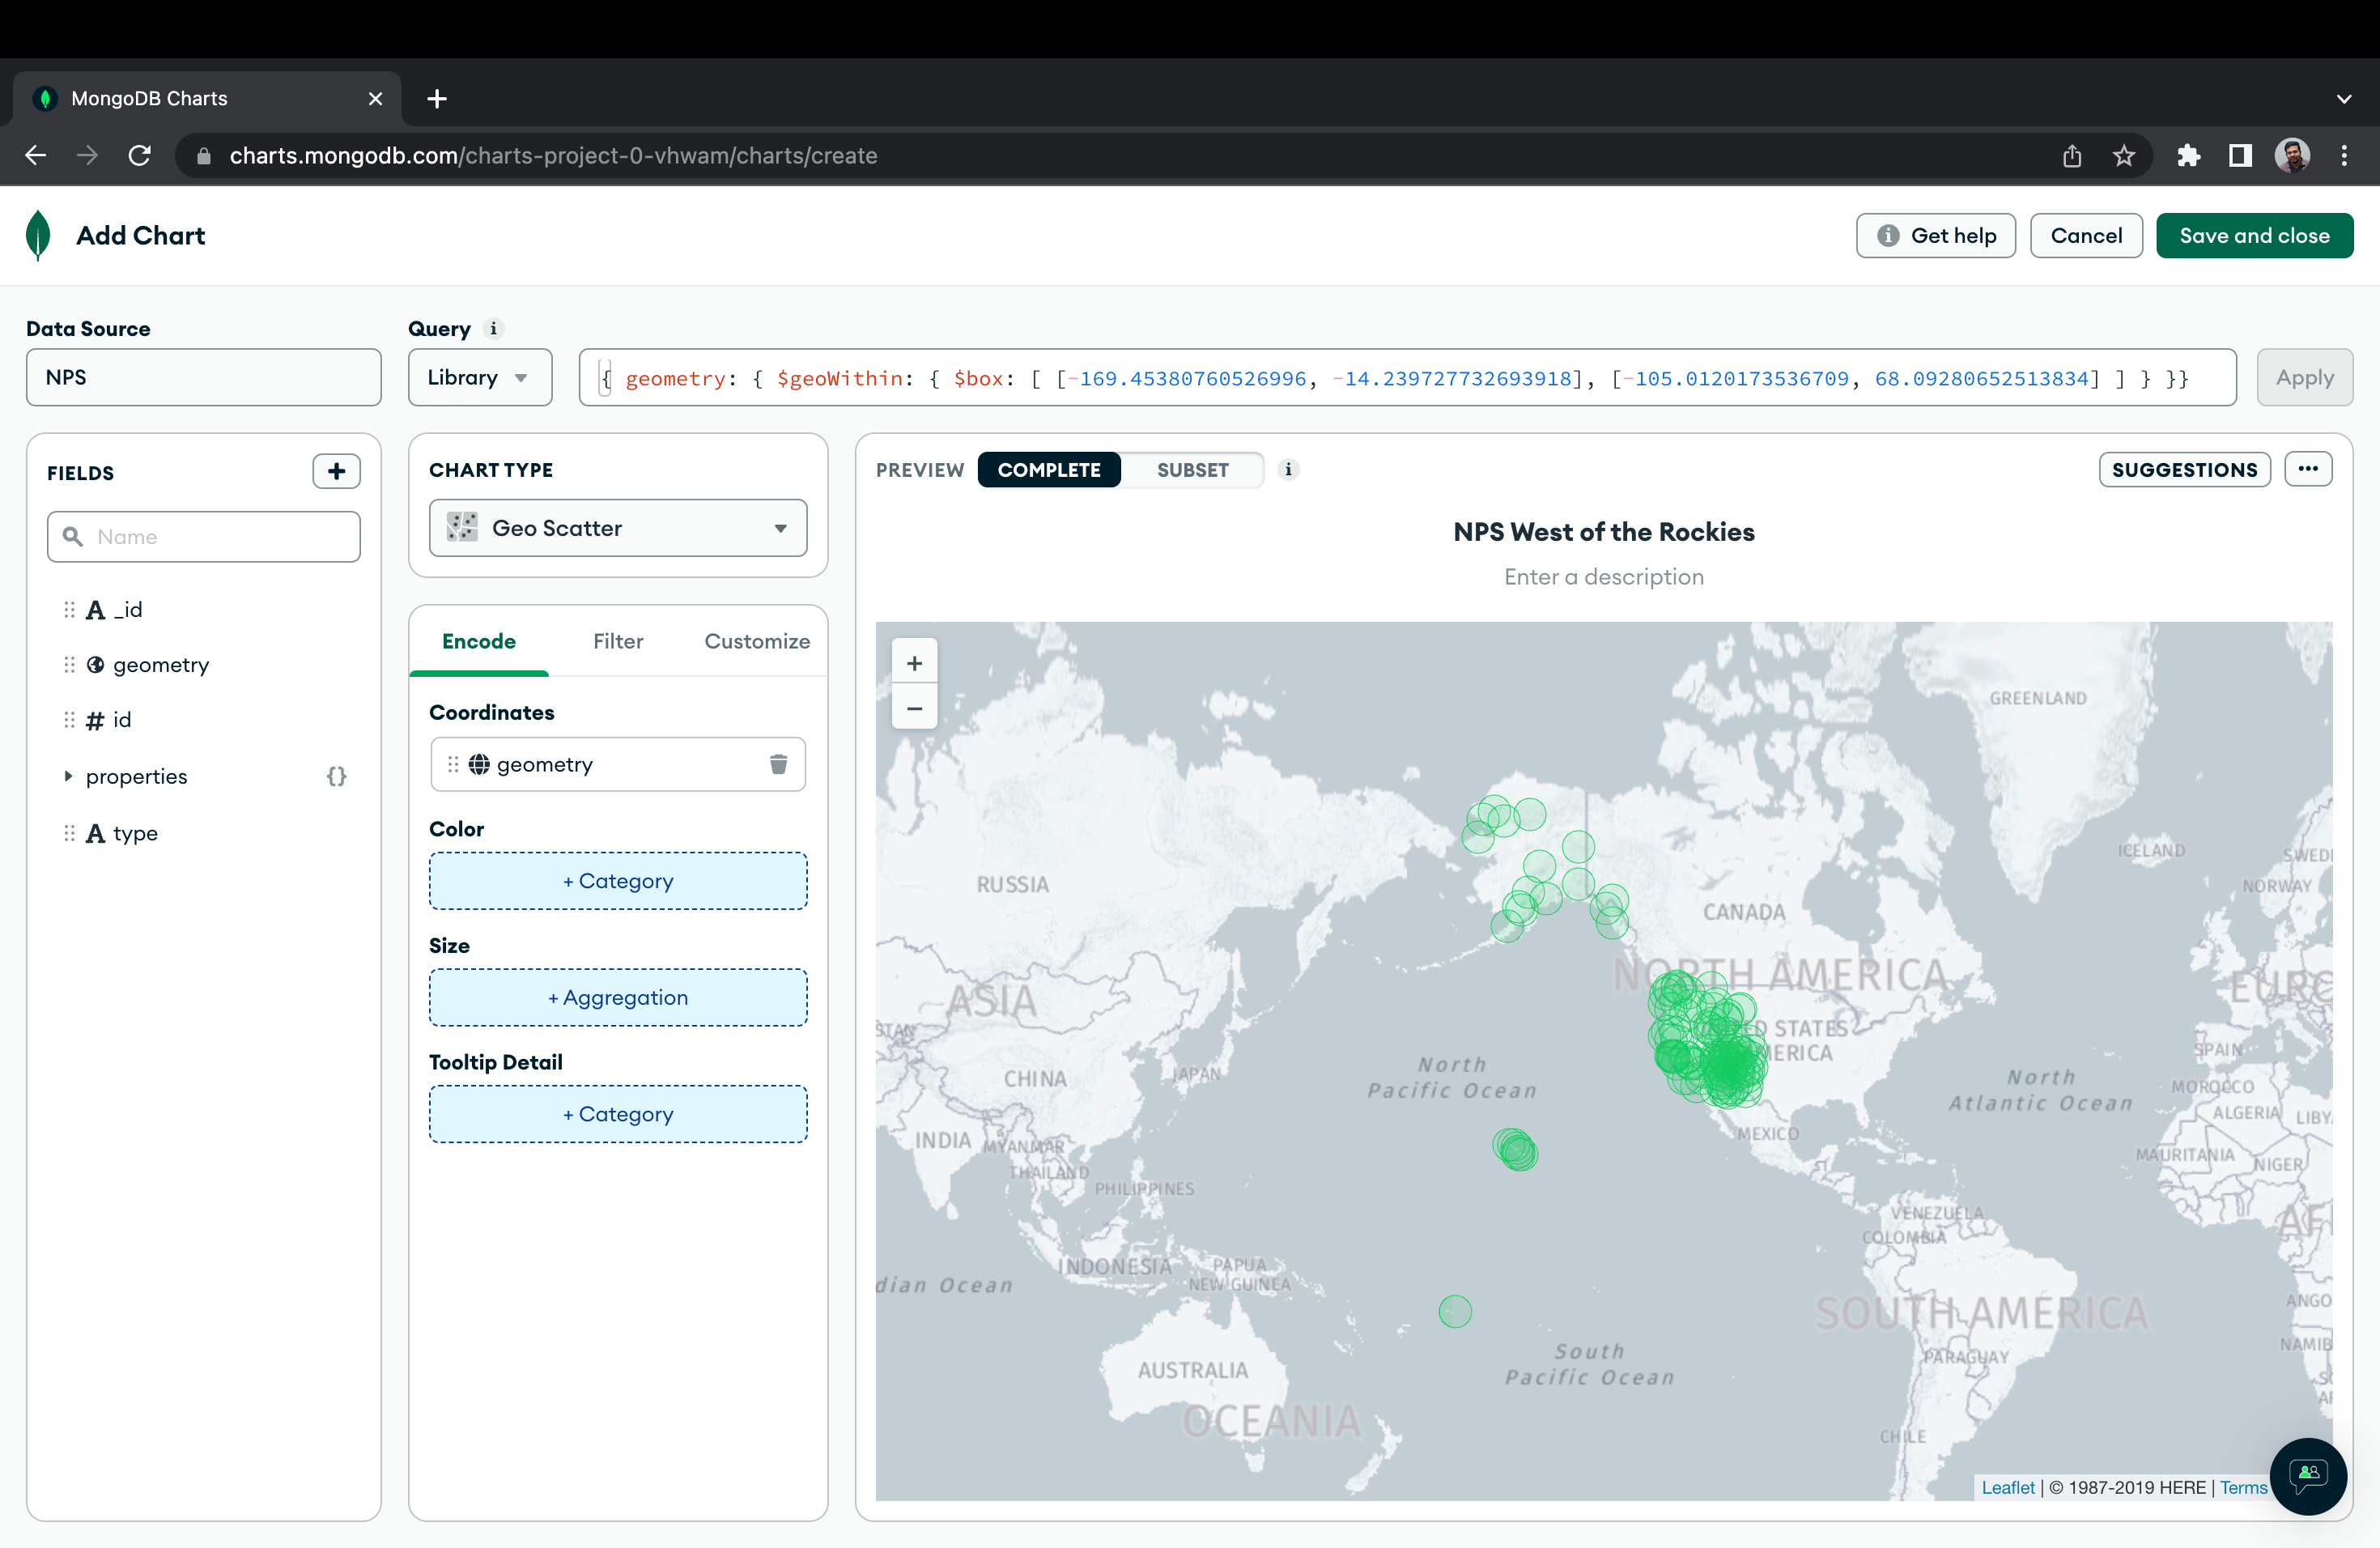 MongoDB Charts
charts.mongodb.com/charts-project-0-vhwam/charts/create
Add Chart
Get help
Cancel
Save and close
Data Source
Query
NPS
Library
{ geometry: { $geoWithin: { $box: [ [-169.45380760526996, -14.239727732693918], [-105.0120173536709, 68.09280652513834] ] } }}
Apply
FIELDS
Name
_id
geometry
id
properties {}
type
CHART TYPE
Geo Scatter
Encode
Filter
Customize
Coordinates
geometry
Color
+ Category
Size
+ Aggregation
Tooltip Detail
+ Category
PREVIEW
COMPLETE
SUBSET
SUGGESTIONS
NPS West of the Rockies
Enter a description
GREENLAND
ICELAND
SWED
NORWAY
RUSSIA
CANADA
NORTH AMERICA
ASIA
EURO
STAN
D STATES
MERICA
SPAIN
North
Pacific Ocean
CHINA
JAPAN
North
Atlantic Ocean
MOROCCO
ALGERIA
LIBY
INDIA
MYANMAR
THAILAND
PHILIPPINES
MEXICO
MAURITANIA
NIGER
VENEZUELA
COLOMBIA
AF
INDONESIA
PAPUA
NEW GUINEA
dian Ocean
ANGO
SOUTH AMERICA
NAMIB
South
Pacific Ocean
PARAGUAY
AUSTRALIA
OCEANIA
CHILE
Leaflet | © 1987-2019 HERE | Terms